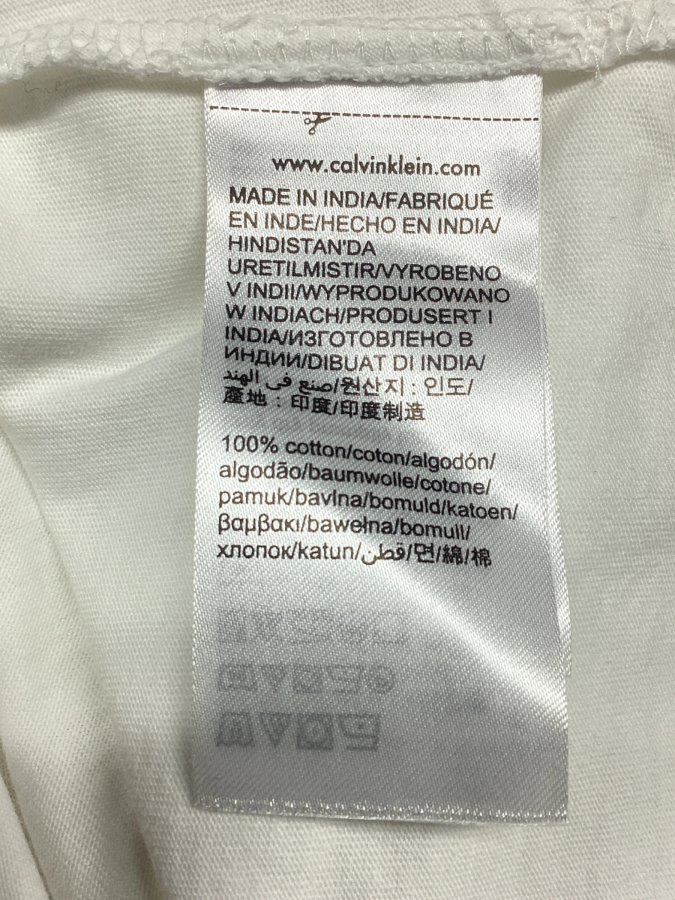 www.calvinklein.com
MADE IN INDIA/FABRIQUÉ
EN INDE/HECHO EN INDIA/
HINDISTAN'DA
URETILMISTIR/VYROBENO
V INDII/WYPRODUKOWANO
W INDIACH/PRODUSERT I
INDIA/ИЗГОТОВЛЕНО В
ИНДИИ/DIBUAT DI INDIA/
صنع في الهند/원산지 : 인도/
產地 : 印度/印度制造
100% cotton/coton/algodón/
algodão/baumwolle/cotone/
pamuk/bavlna/bomuld/katoen/
βαμβακι/bawełna/bomull/
хлопок/katun/قطن/면/綿/棉